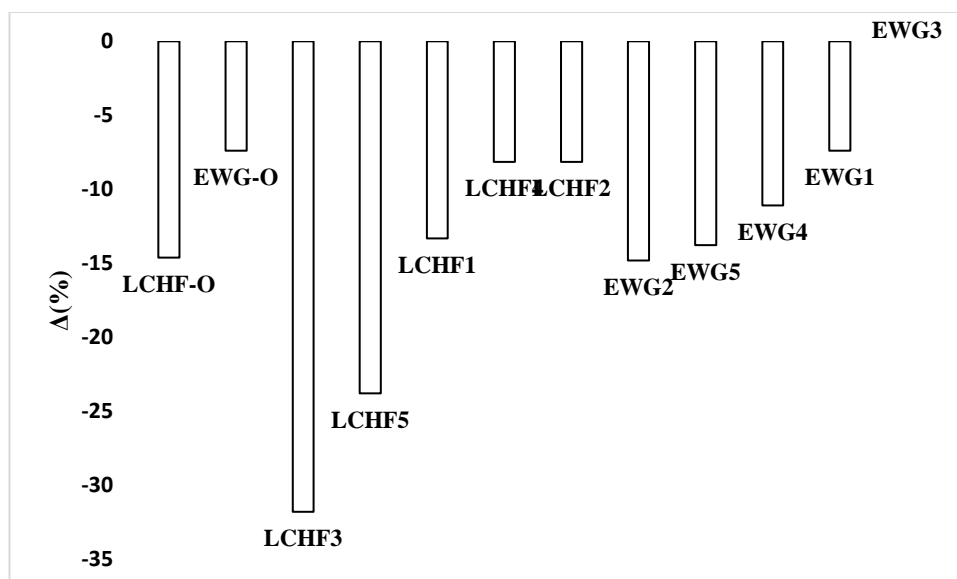 0
-5
-10
-15
-20
-25
-30
-35
Δ(%)
LCHF-O
EWG-O
LCHF3
LCHF5
LCHF1
LCHF4
LCHF2
EWG2
EWG5
EWG4
EWG1
EWG3